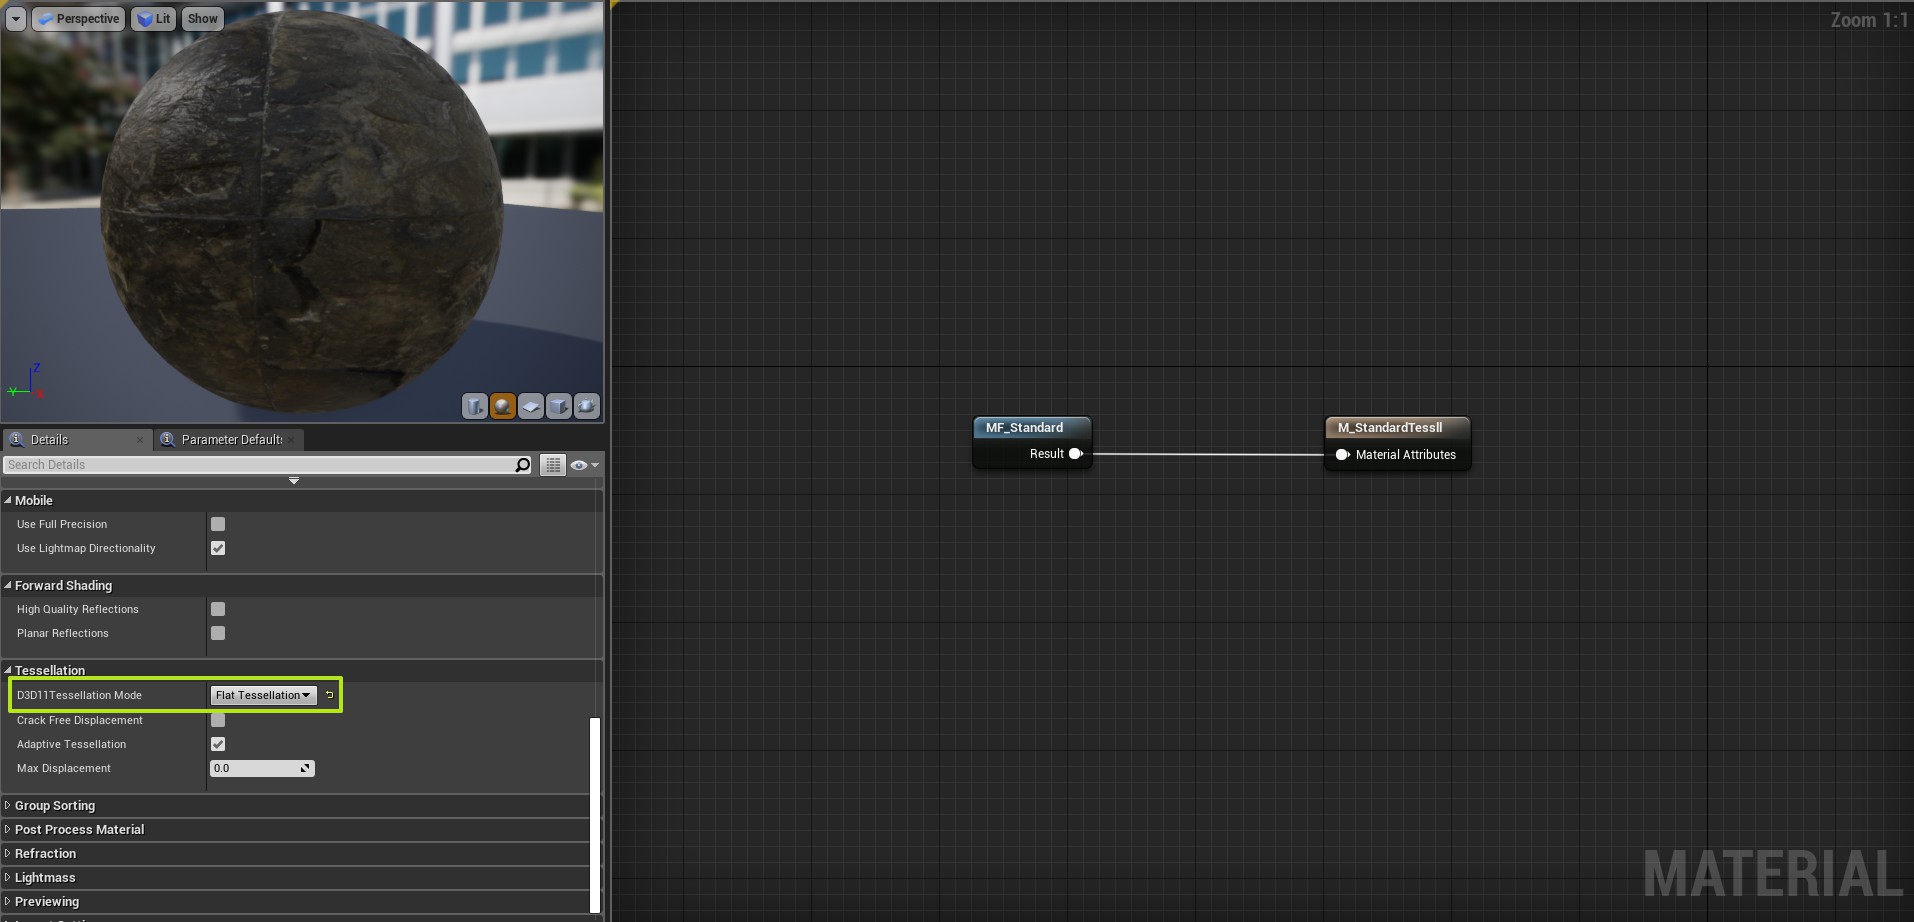 Perspective
Lit
Show
Zoom 1:1
Z
Y
X
Details
Parameter Defaults
Search Details
Mobile
Use Full Precision
Use Lightmap Directionality
Forward Shading
High Quality Reflections
Planar Reflections
Tessellation
D3D11Tessellation Mode
Flat Tessellation
Crack Free Displacement
Adaptive Tessellation
Max Displacement
0.0
Group Sorting
Post Process Material
Refraction
Lightmass
Previewing
MF_Standard
Result
M_StandardTessll
Material Attributes
MATERIAL